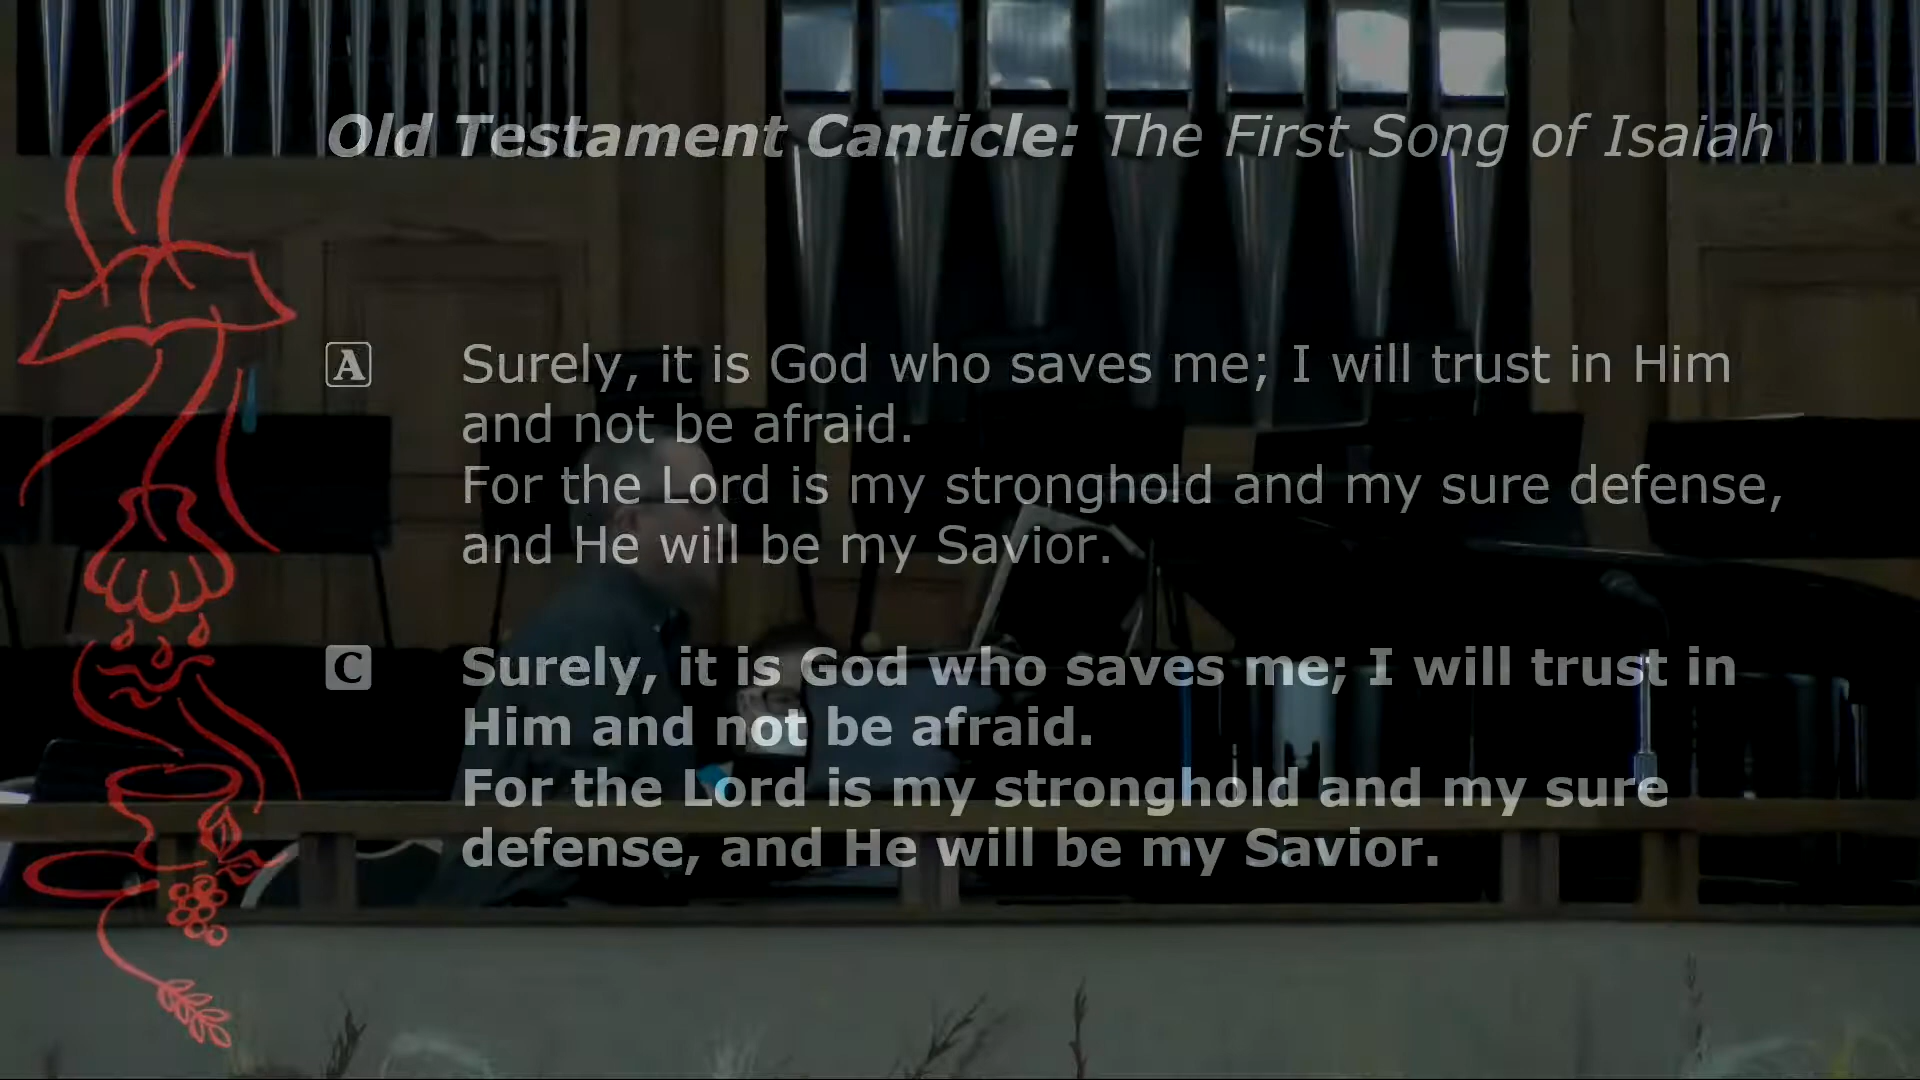 Old Testament Canticle: The First Song of Isaiah
A Surely, it is God who saves me; I will trust in Him
and not be afraid.
For the Lord is my stronghold and my sure defense,
and He will be my Savior.
C Surely, it is God who saves me; I will trust in
Him and not be afraid.
For the Lord is my stronghold and my sure
defense, and He will be my Savior.